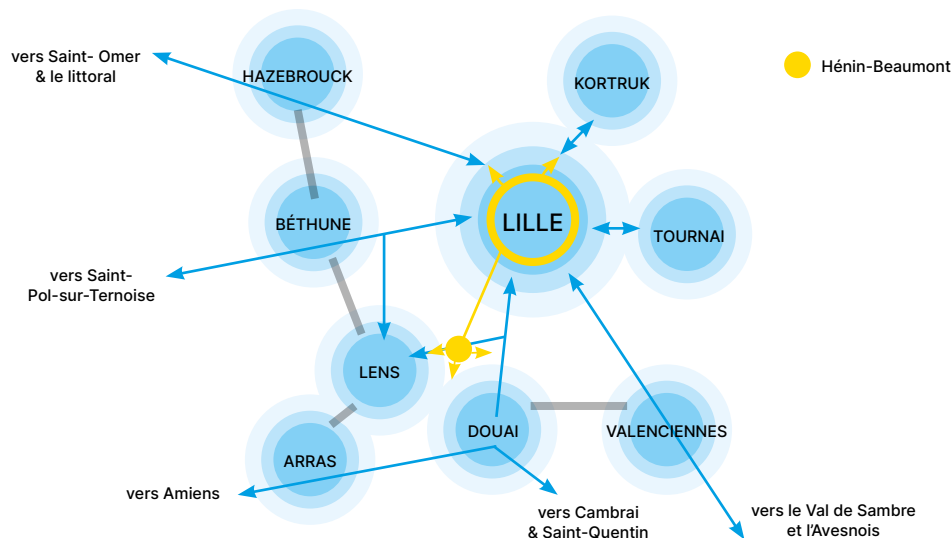 vers Saint- Omer
& le littoral
HAZEBROUCK
KORTRUK
Hénin-Beaumont
BÉTHUNE
LILLE
TOURNAI
vers Saint-
Pol-sur-Ternoise
LENS
DOUAI
VALENCIENNES
ARRAS
vers Amiens
vers Cambrai
& Saint-Quentin
vers le Val de Sambre
et l’Avesnois